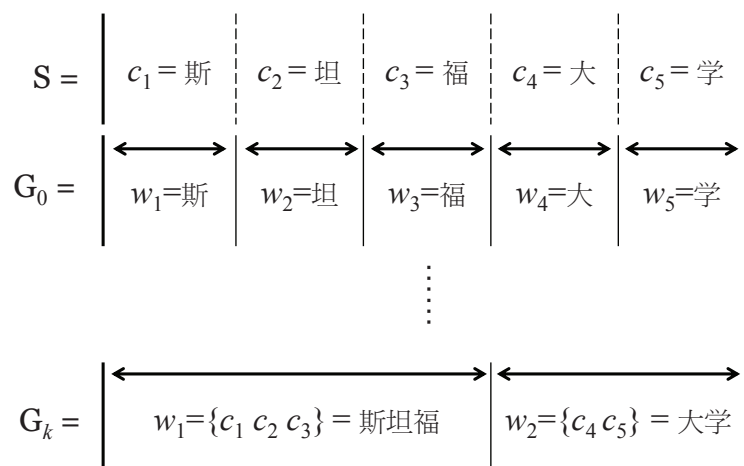 S = c₁ = 斯 c₂ = 坦 c₃ = 福 c₄ = 大 c₅ = 学
G₀ = w₁=斯 w₂=坦 w₃=福 w₄=大 w₅=学
Gₖ = w₁={c₁ c₂ c₃} = 斯坦福 w₂={c₄ c₅} = 大学